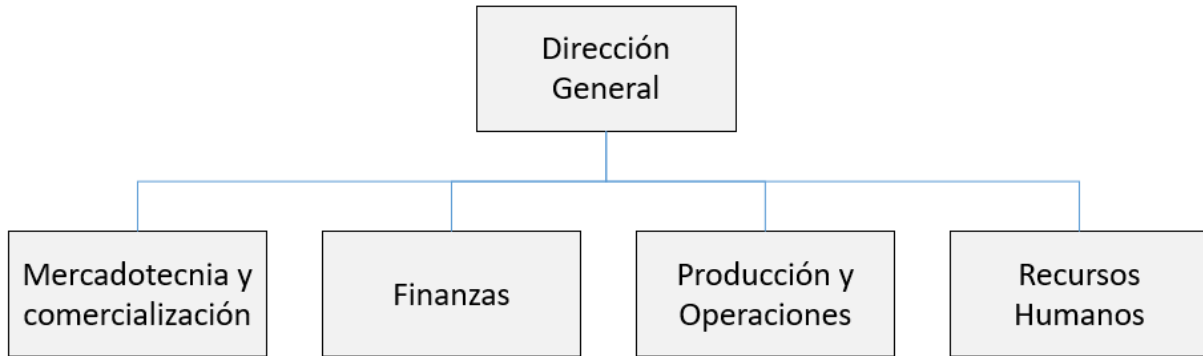 Dirección
General
Mercadotecnia y
comercialización
Finanzas
Producción y
Operaciones
Recursos
Humanos